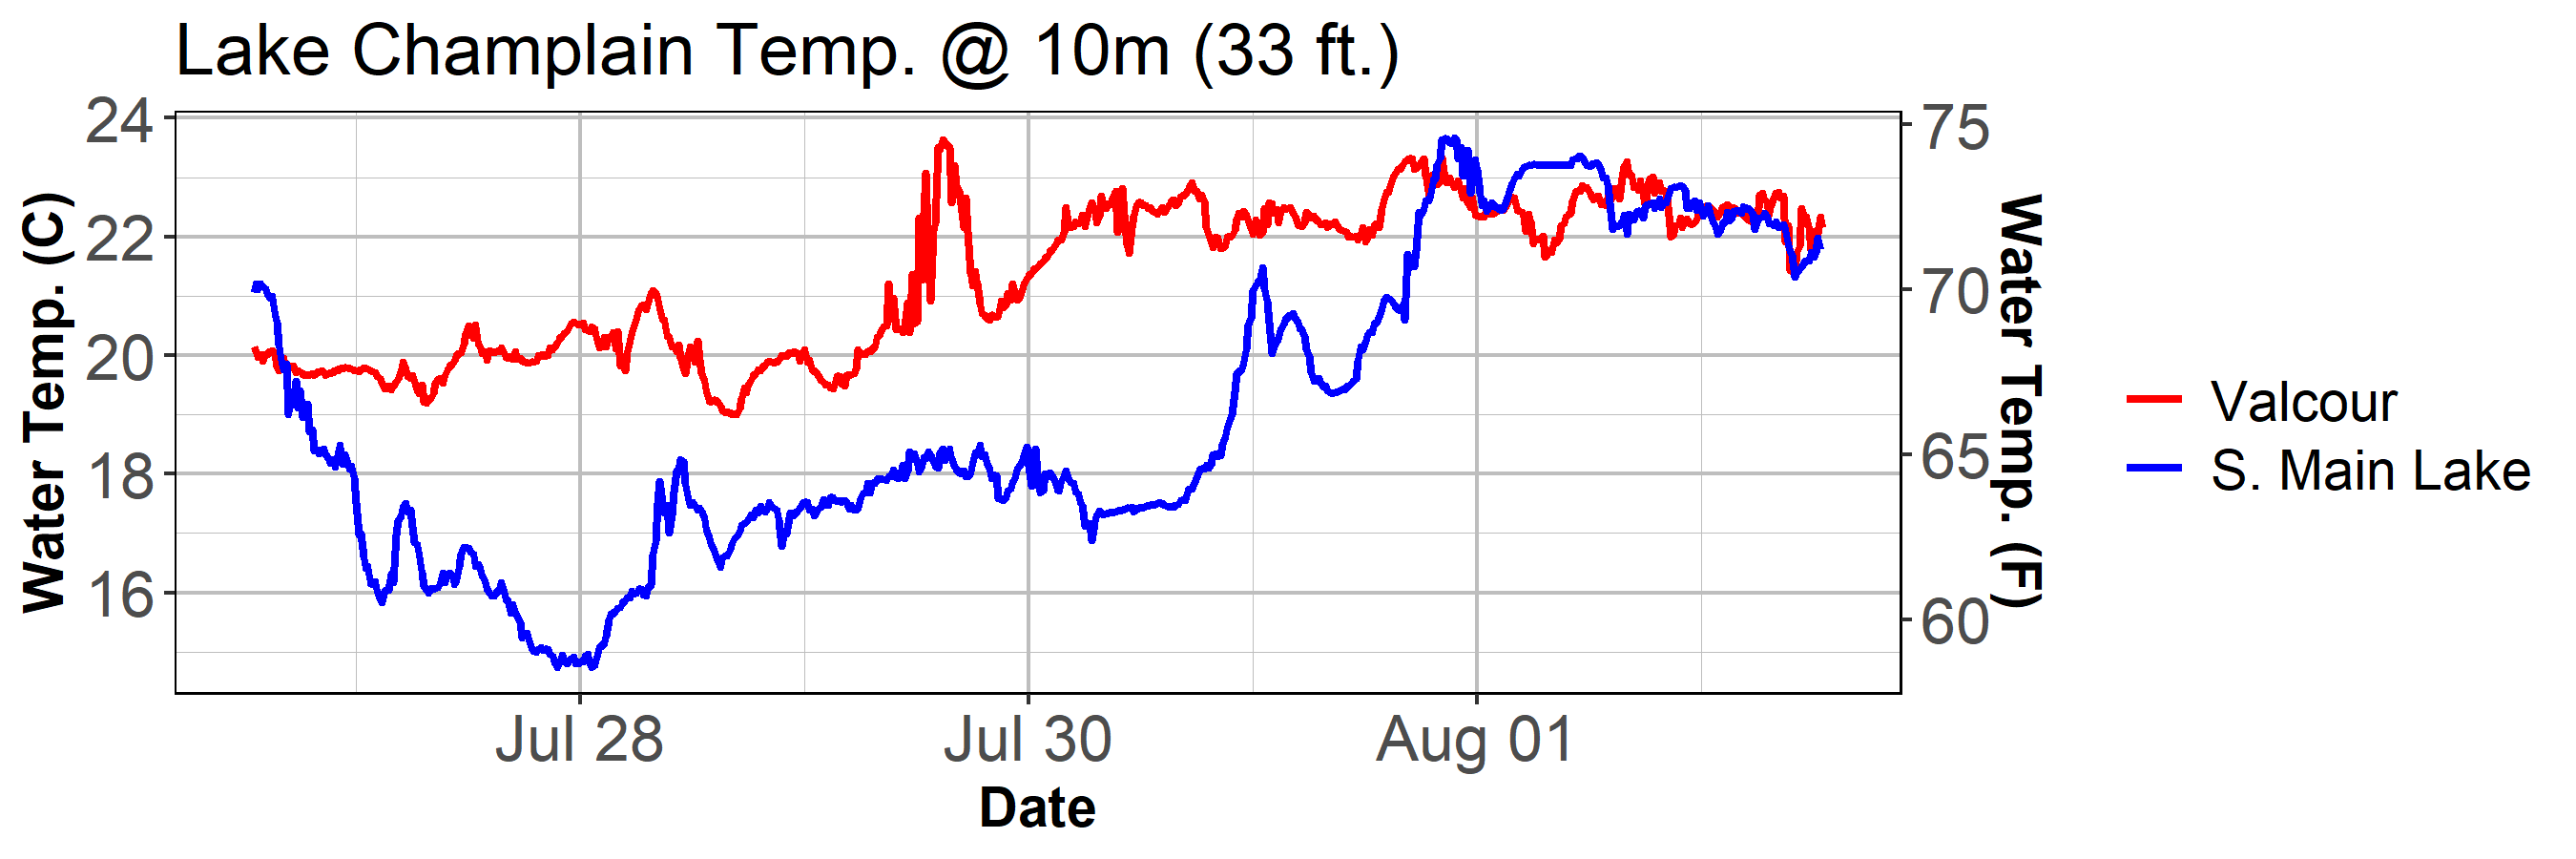 Lake Champlain Temp. @ 10m (33 ft.)
Water Temp. (C)
24
22
20
18
16
75
70
65
60
Water Temp. (F)
Jul 28
Jul 30
Aug 01
Date
Valcour
S. Main Lake